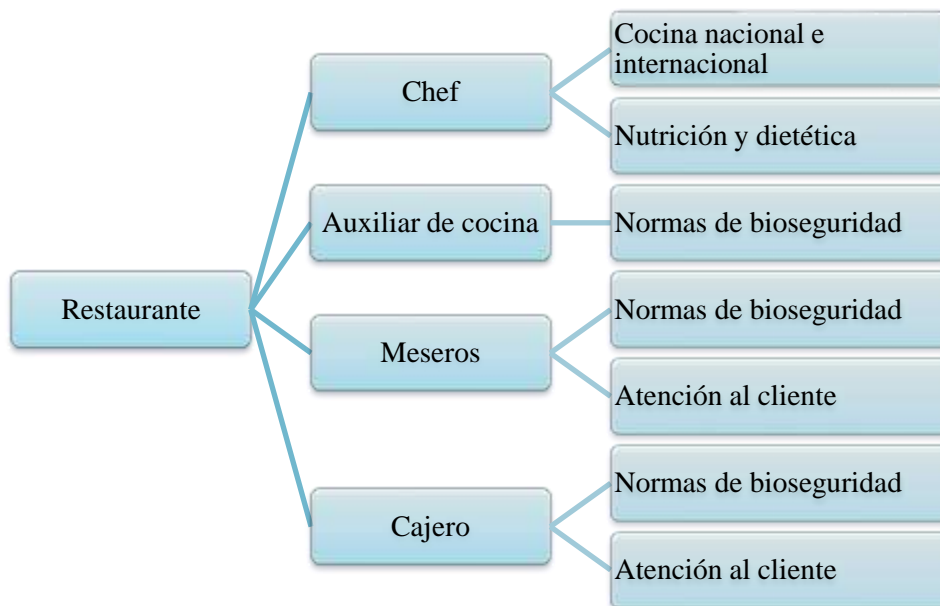 Restaurante
Chef
Cocina nacional e
internacional
Nutrición y dietética
Auxiliar de cocina
Normas de bioseguridad
Meseros
Normas de bioseguridad
Atención al cliente
Cajero
Normas de bioseguridad
Atención al cliente